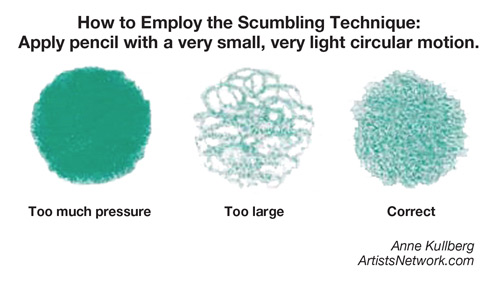 How to Employ the Scumbling Technique:
Apply pencil with a very small, very light circular motion.
Too much pressure
Too large
Correct
Anne Kullberg
ArtistsNetwork.com